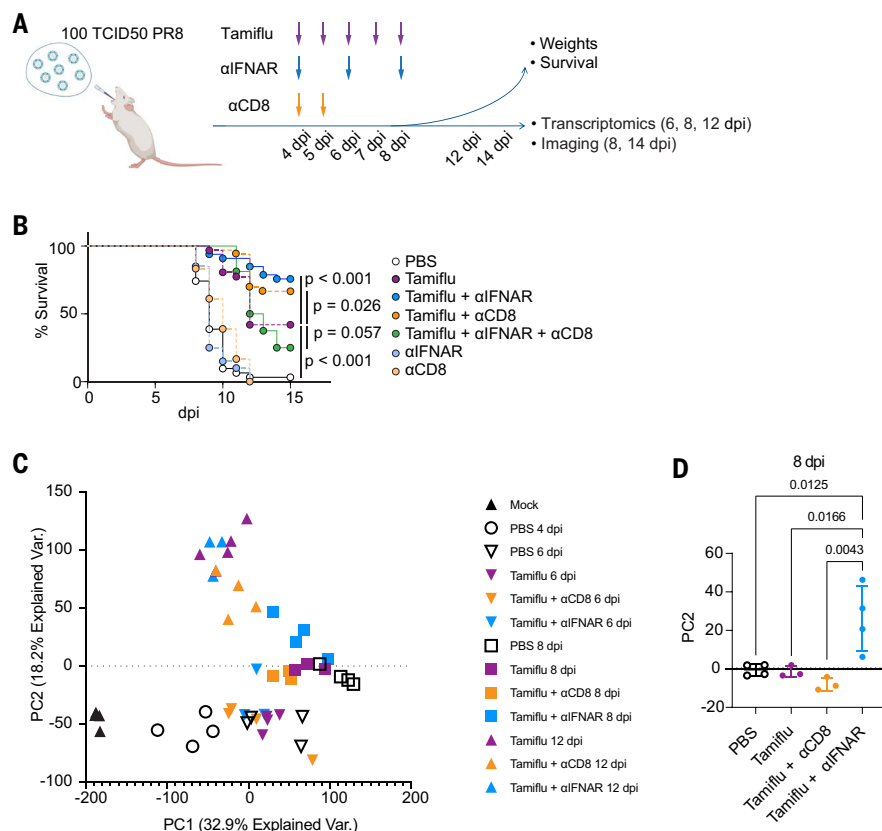 A
100 TCID50 PR8
Tamiflu
αIFNAR
αCD8
4 dpi
5 dpi
6 dpi
7 dpi
8 dpi
12 dpi
14 dpi
• Weights
• Survival
• Transcriptomics (6, 8, 12 dpi)
• Imaging (8, 14 dpi)
B
100
50
0
% Survival
0
5
10
15
dpi
p < 0.001
p = 0.026
p = 0.057
p < 0.001
PBS
Tamiflu
Tamiflu + αIFNAR
Tamiflu + αCD8
Tamiflu + αIFNAR + αCD8
αIFNAR
αCD8
C
150
100
50
0
-50
-100
PC2 (18.2% Explained Var.)
-200
-100
0
100
200
PC1 (32.9% Explained Var.)
Mock
PBS 4 dpi
PBS 6 dpi
Tamiflu 6 dpi
Tamiflu + αCD8 6 dpi
Tamiflu + αIFNAR 6 dpi
PBS 8 dpi
Tamiflu 8 dpi
Tamiflu + αCD8 8 dpi
Tamiflu + αIFNAR 8 dpi
Tamiflu 12 dpi
Tamiflu + αCD8 12 dpi
Tamiflu + αIFNAR 12 dpi
D
8 dpi
0.0125
0.0166
0.0043
60
40
20
0
-20
PC2
PBS
Tamiflu
Tamiflu + αCD8
Tamiflu + αIFNAR